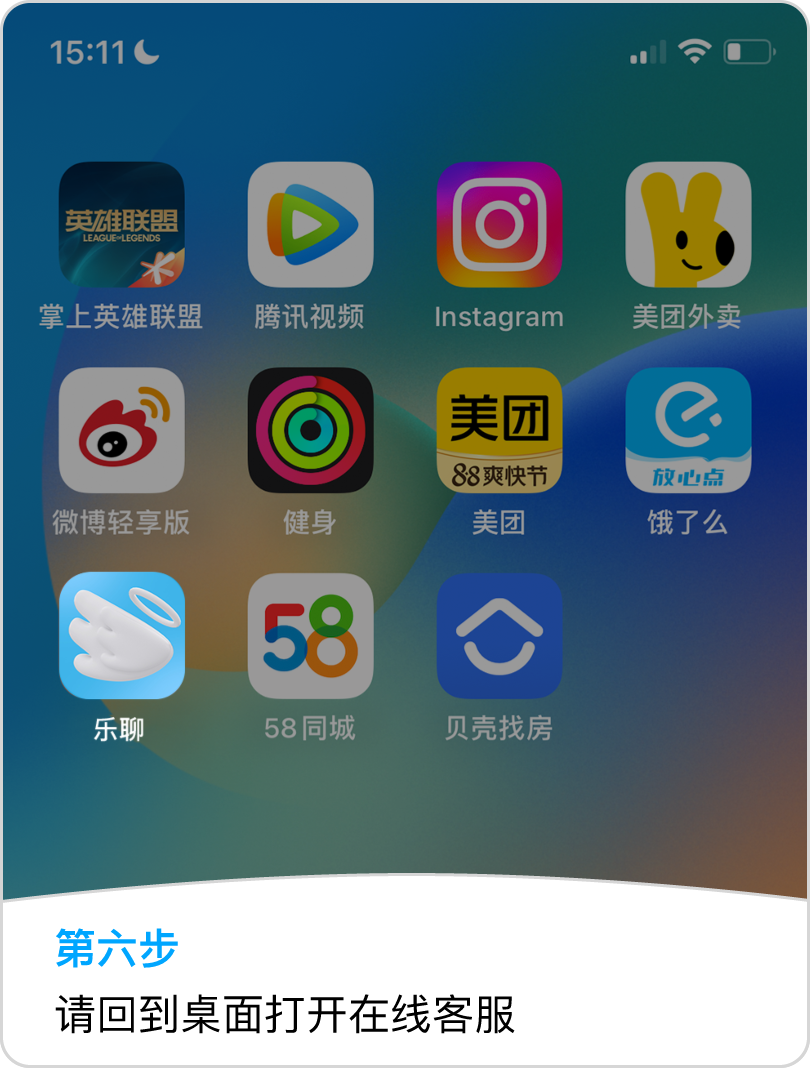 15:11
英雄联盟
LEAGUE OF LEGENDS
掌上英雄联盟
腾讯视频
Instagram
美团外卖
微博轻享版
健身
美团
88爽快节
美团
放心点
饿了么
乐聊
58
58同城
贝壳找房
第六步
请回到桌面打开在线客服